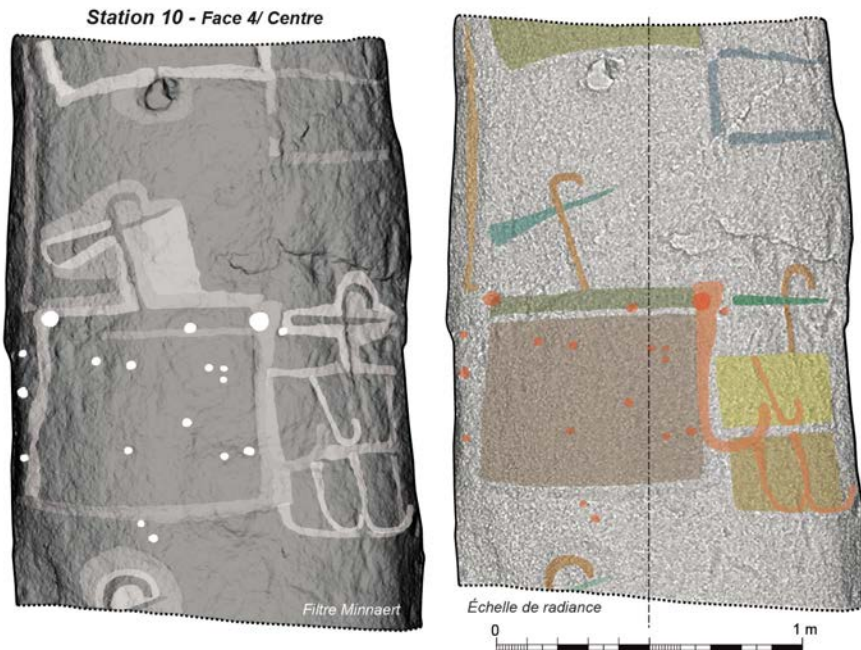 Station 10 - Face 4/ Centre
Filtre Minnaert
Échelle de radiance
0 1 m